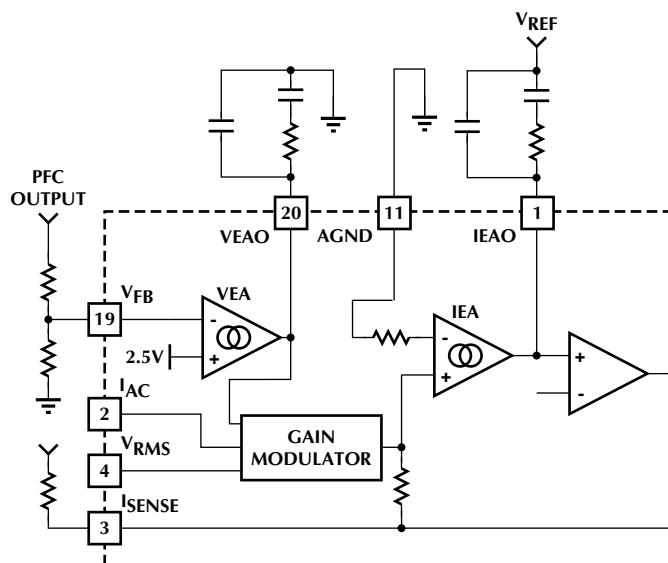 VREF
PFC
OUTPUT
20
11
1
VEAO
AGND
IEAO
VFB
VEA
IEA
19
-
+
2.5V
-
+
+
-
IAC
2
GAIN
MODULATOR
VRMS
4
ISENSE
3